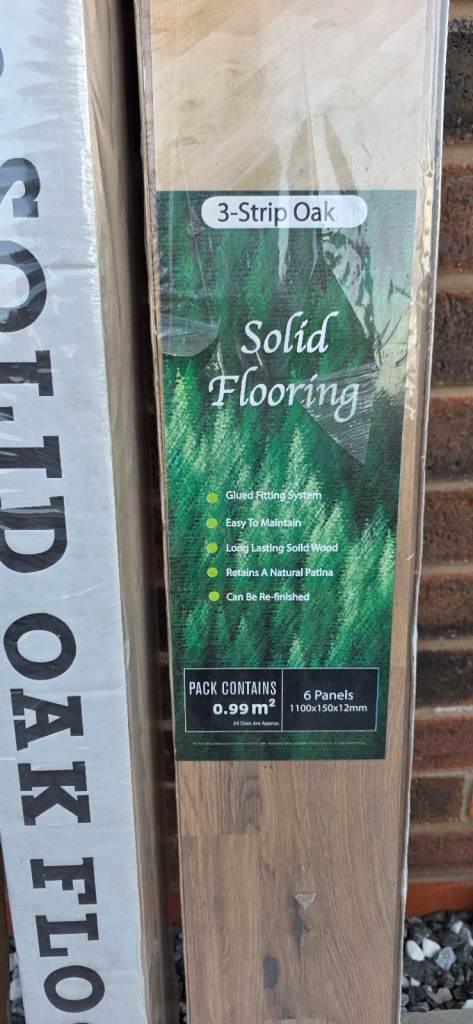 SOLID OAK FLO
3-Strip Oak
Solid
Flooring
Glued Fitting System
Easy To Maintain
Long Lasting Soild Wood
Retains A Natural Patina
Can Be Re-finished
PACK CONTAINS
0.99 m²
All Sizes Are Approx.
6 Panels
1100x150x12mm